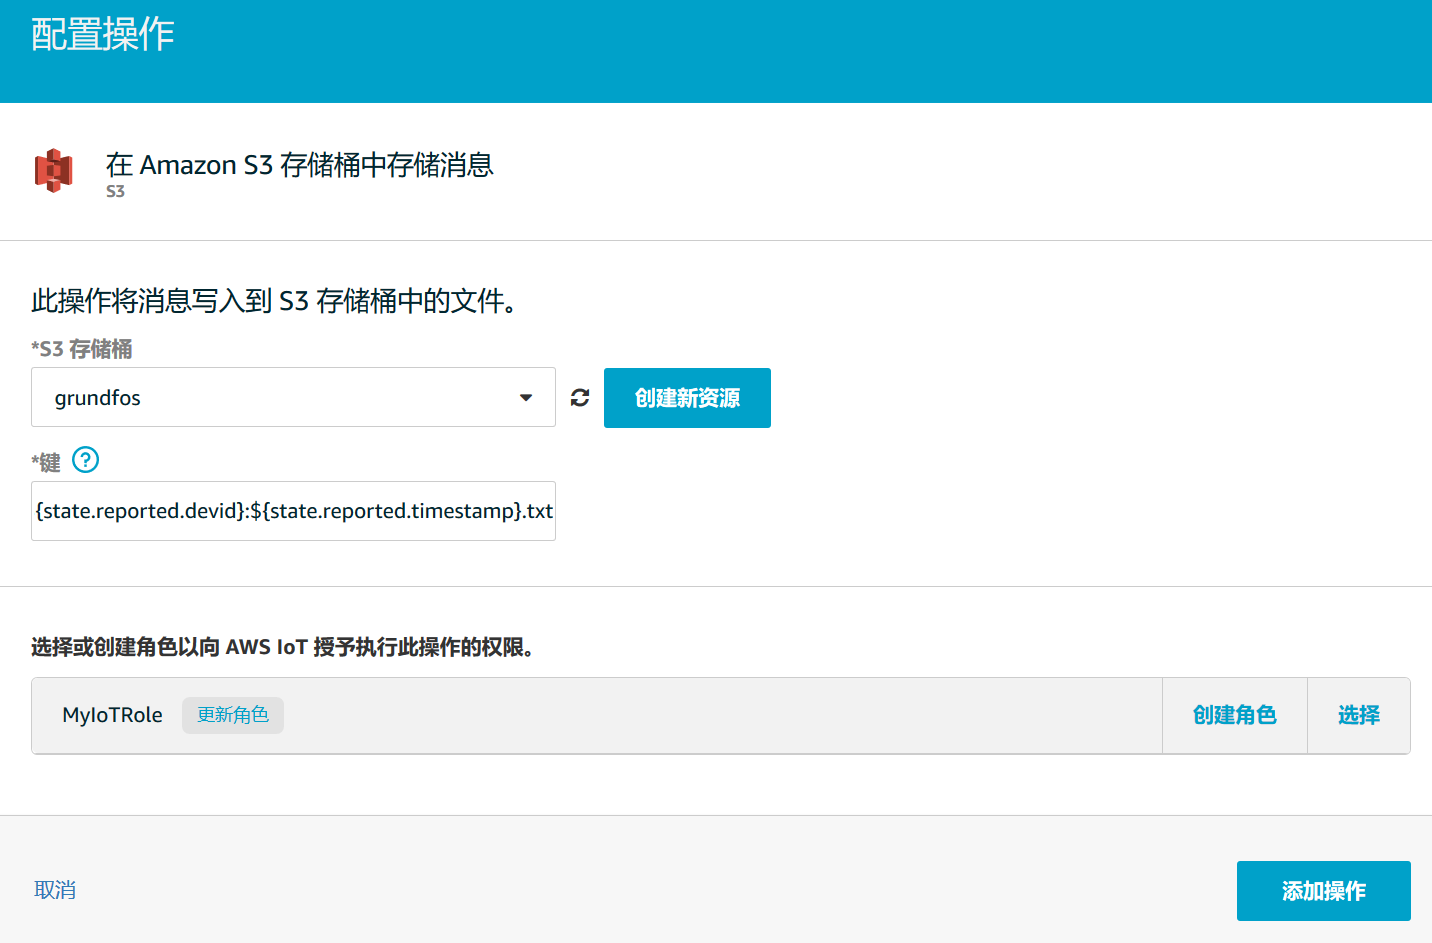 配置操作
在 Amazon S3 存储桶中存储消息
S3
此操作将消息写入到 S3 存储桶中的文件。
*S3 存储桶
grundfos
创建新资源
*键 ?
{state.reported.devid}:${state.reported.timestamp}.txt
选择或创建角色以向 AWS IoT 授予执行此操作的权限。
MyIoTRole 更新角色 创建角色 选择
取消 添加操作